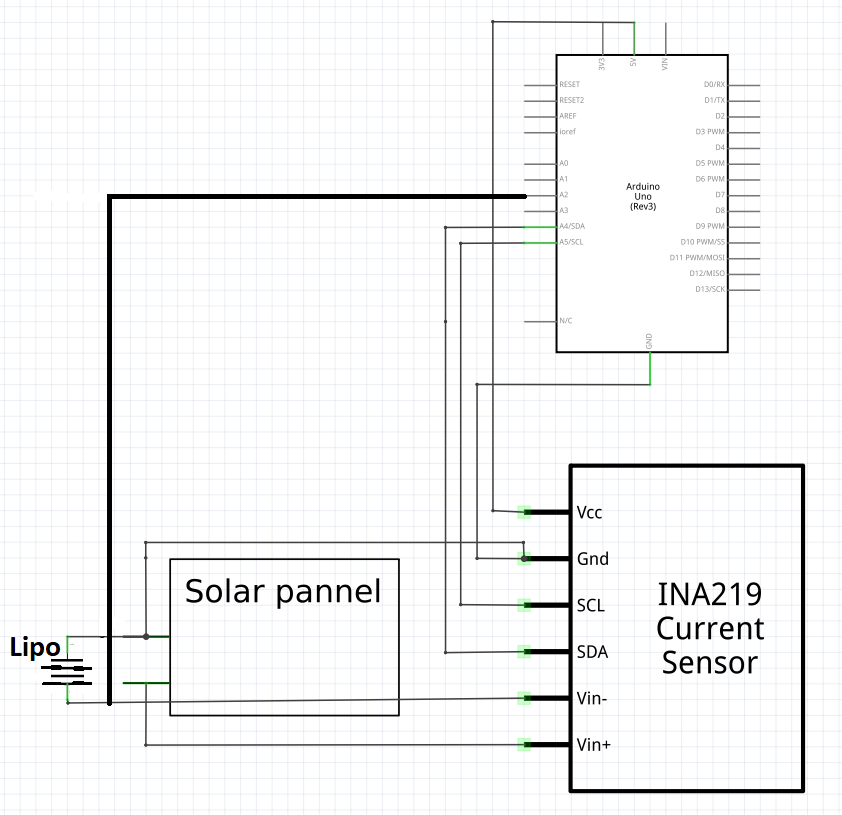 3V3
5V
VIN
RESET
RESET2
AREF
ioref
A0
A1
A2
A3
A4/SDA
A5/SCL
N/C
Arduino
Uno
(Rev3)
D0/RX
D1/TX
D2
D3 PWM
D4
D5 PWM
D6 PWM
D7
D8
D9 PWM
D10 PWM/SS
D11 PWM/MOSI
D12/MISO
D13/SCK
GND
Vcc
Gnd
SCL
SDA
Vin-
Vin+
INA219
Current
Sensor
Solar pannel
Lipo